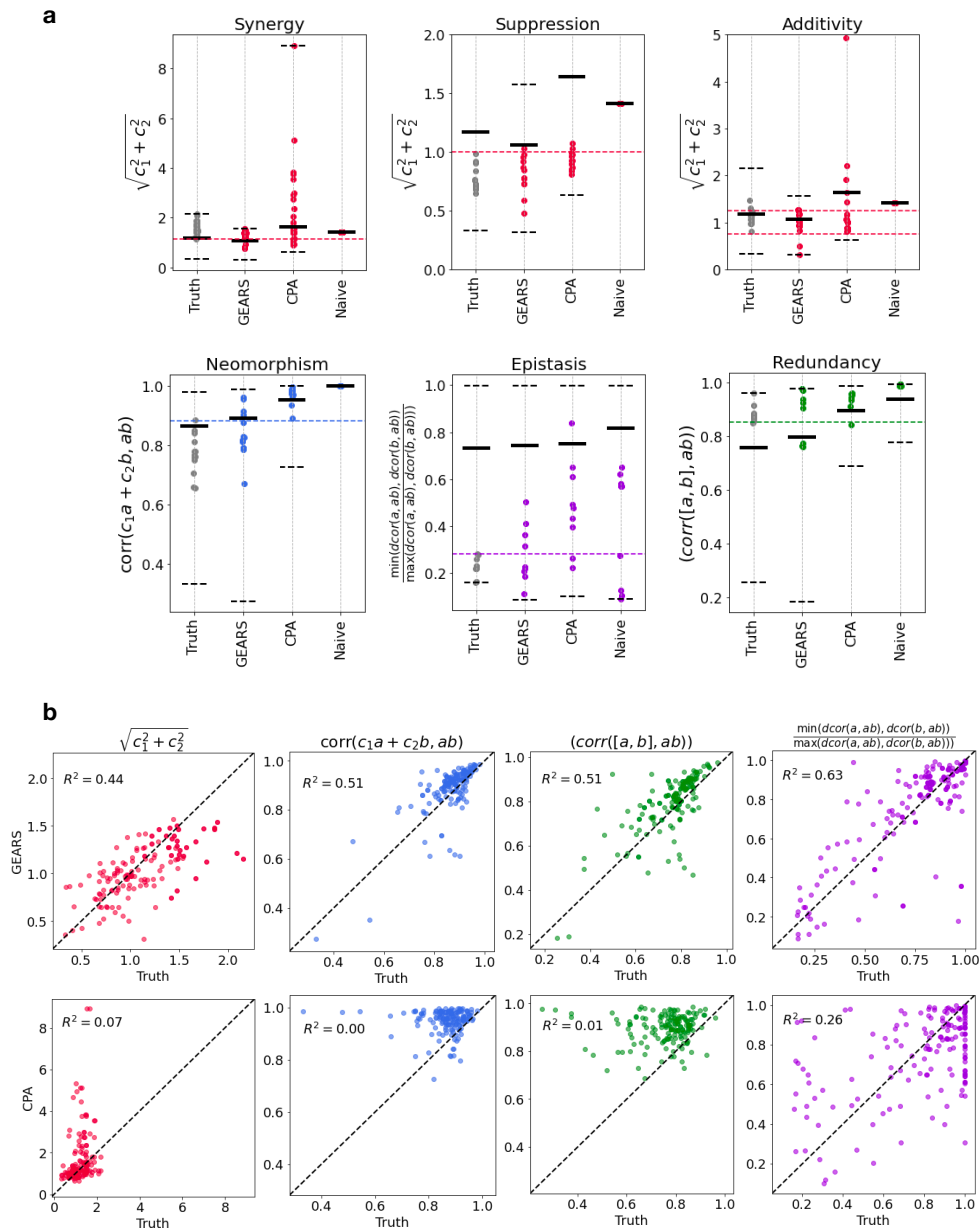 a
Synergy
Suppression
Additivity
8
6
4
2
0
√c₁² + c₂²
Truth
GEARS
CPA
Naive
2.0
1.5
1.0
0.5
0.0
√c₁² + c₂²
Truth
GEARS
CPA
Naive
5
4
3
2
1
0
√c₁² + c₂²
Truth
GEARS
CPA
Naive
Neomorphism
Epistasis
Redundancy
1.0
0.8
0.6
0.4
corr(c₁a + c₂b, ab)
Truth
GEARS
CPA
Naive
1.0
0.8
0.6
0.4
0.2
min(dcor(a, ab), dcor(b, ab))
max(dcor(a, ab), dcor(b, ab)))
Truth
GEARS
CPA
Naive
1.0
0.8
0.6
0.4
0.2
(corr([a, b], ab))
Truth
GEARS
CPA
Naive
b
√c₁² + c₂²
R² = 0.44
2.0
1.5
1.0
0.5
GEARS
0.5 1.0 1.5 2.0
Truth
corr(c₁a + c₂b, ab)
R² = 0.51
1.0
0.8
0.6
0.4
0.4 0.6 0.8 1.0
Truth
(corr([a, b], ab))
R² = 0.51
1.0
0.8
0.6
0.4
0.2
0.2 0.4 0.6 0.8 1.0
Truth
min(dcor(a, ab), dcor(b, ab))
max(dcor(a, ab), dcor(b, ab)))
R² = 0.63
1.0
0.8
0.6
0.4
0.2
0.25 0.50 0.75 1.00
Truth
R² = 0.07
8
6
4
2
0
CPA
0 2 4 6 8
Truth
R² = 0.00
1.0
0.8
0.6
0.4
0.4 0.6 0.8 1.0
Truth
R² = 0.01
1.0
0.8
0.6
0.4
0.4 0.6 0.8 1.0
Truth
R² = 0.26
1.0
0.8
0.6
0.4
0.2
0.2 0.4 0.6 0.8 1.0
Truth